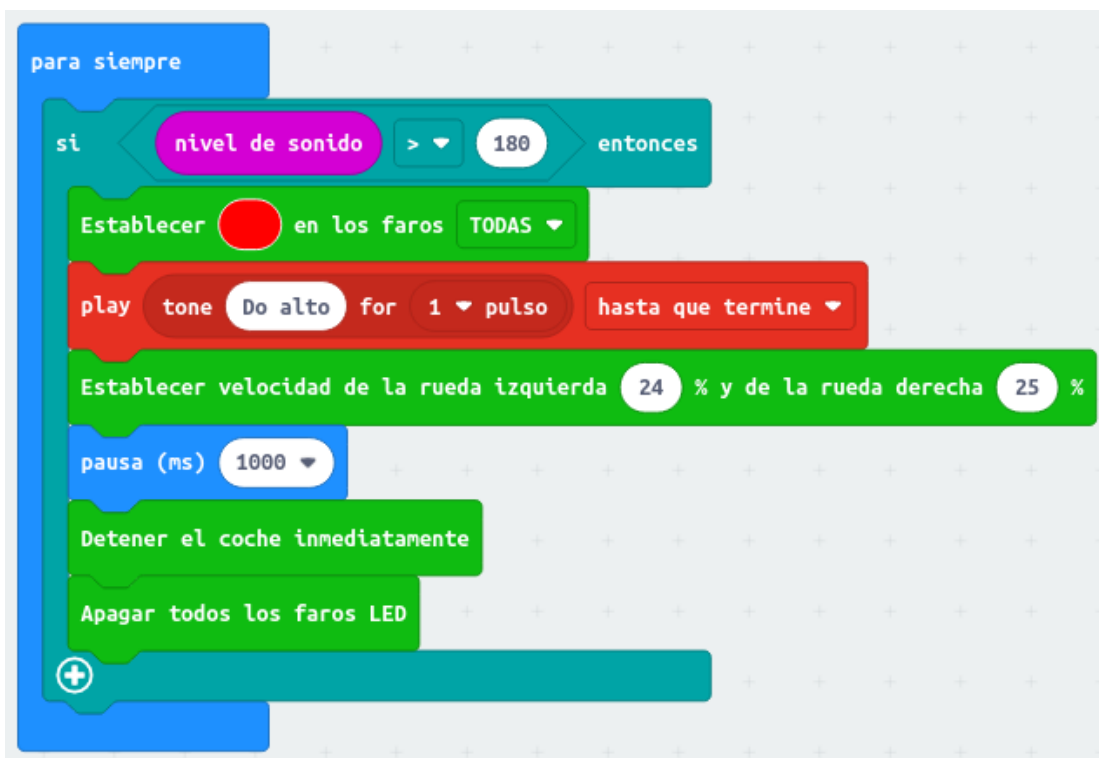 para siempre
si nivel de sonido > 180 entonces
Establecer en los faros TODAS
play tone Do alto for 1 pulso hasta que termine
Establecer velocidad de la rueda izquierda 24 % y de la rueda derecha 25 %
pausa (ms) 1000
Detener el coche inmediatamente
Apagar todos los faros LED